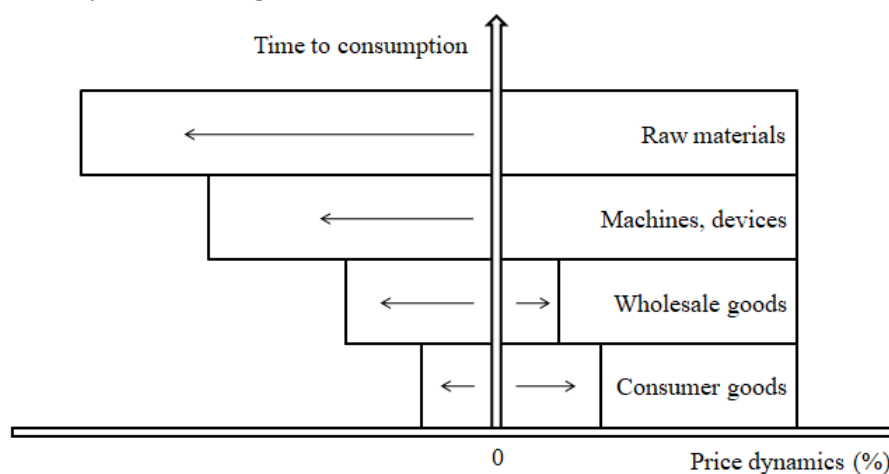 Time to consumption
Raw materials
Machines, devices
Wholesale goods
Consumer goods
0
Price dynamics (%)